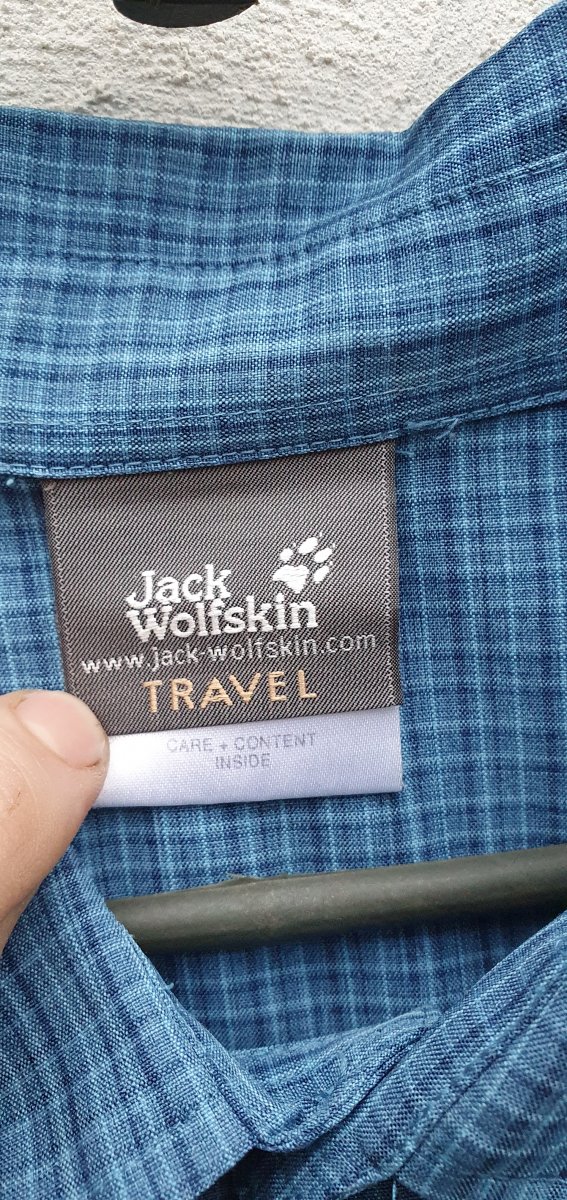 Jack
Wolfskin
www.jack-wolfskin.com
TRAVEL
CARE + CONTENT
INSIDE